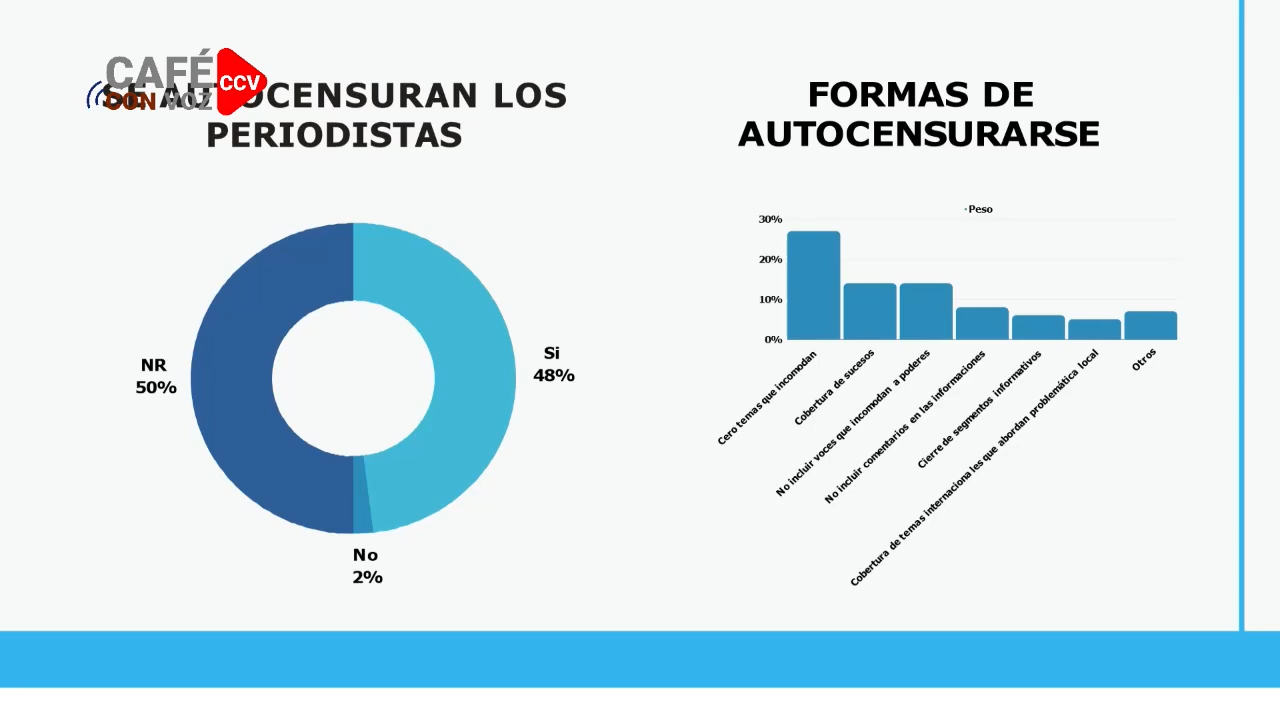 CAFÉ
CON VOZ
CCV
SE AUTOCENSURAN LOS
PERIODISTAS
NR
50%
Si
48%
No
2%
FORMAS DE
AUTOCENSURARSE
Peso
30%
20%
10%
0%
Cero temas que incomodan
Cobertura de sucesos
No incluir voces que incomodan a poderes
No incluir comentarios en las informaciones
Cierre de segmentos informativos
Cobertura de temas internaciona les que abordan problemática local
Otros